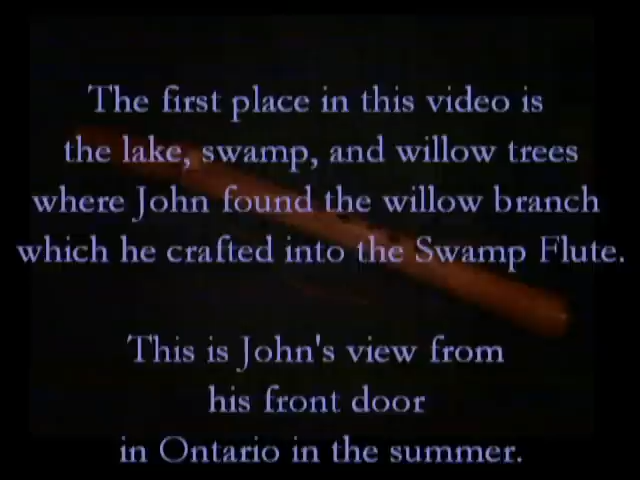 The first place in this video is
the lake, swamp, and willow trees
where John found the willow branch
which he crafted into the Swamp Flute.
This is John's view from
his front door
in Ontario in the summer.